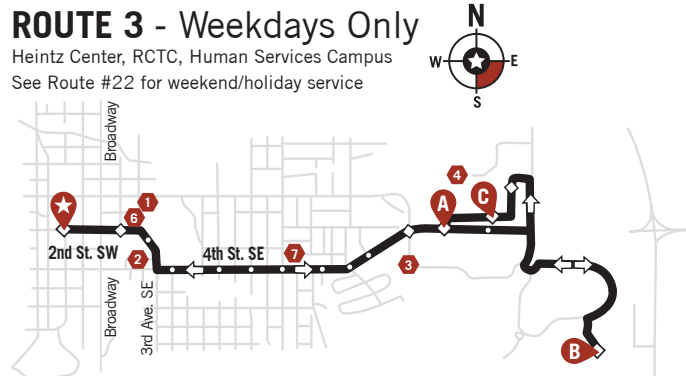 ROUTE 3 - Weekdays Only
Heintz Center, RCTC, Human Services Campus
See Route #22 for weekend/holiday service
N
W
E
S
Broadway
4
1
A
C
6
2nd St. SW
2
4th St. SE
7
3
Broadway
3rd Ave. SE
B